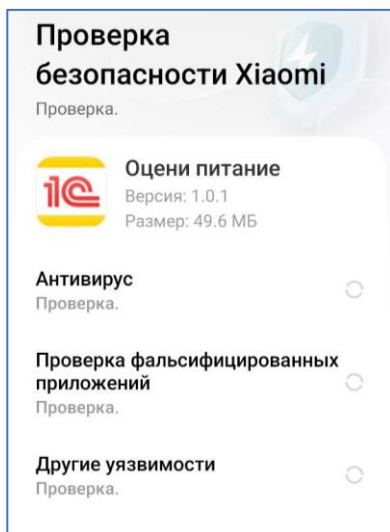 Проверка
безопасности Xiaomi
Проверка.
1С
Оцени питание
Версия: 1.0.1
Размер: 49.6 МБ
Антивирус
Проверка.
Проверка фальсифицированных
приложений
Проверка.
Другие уязвимости
Проверка.